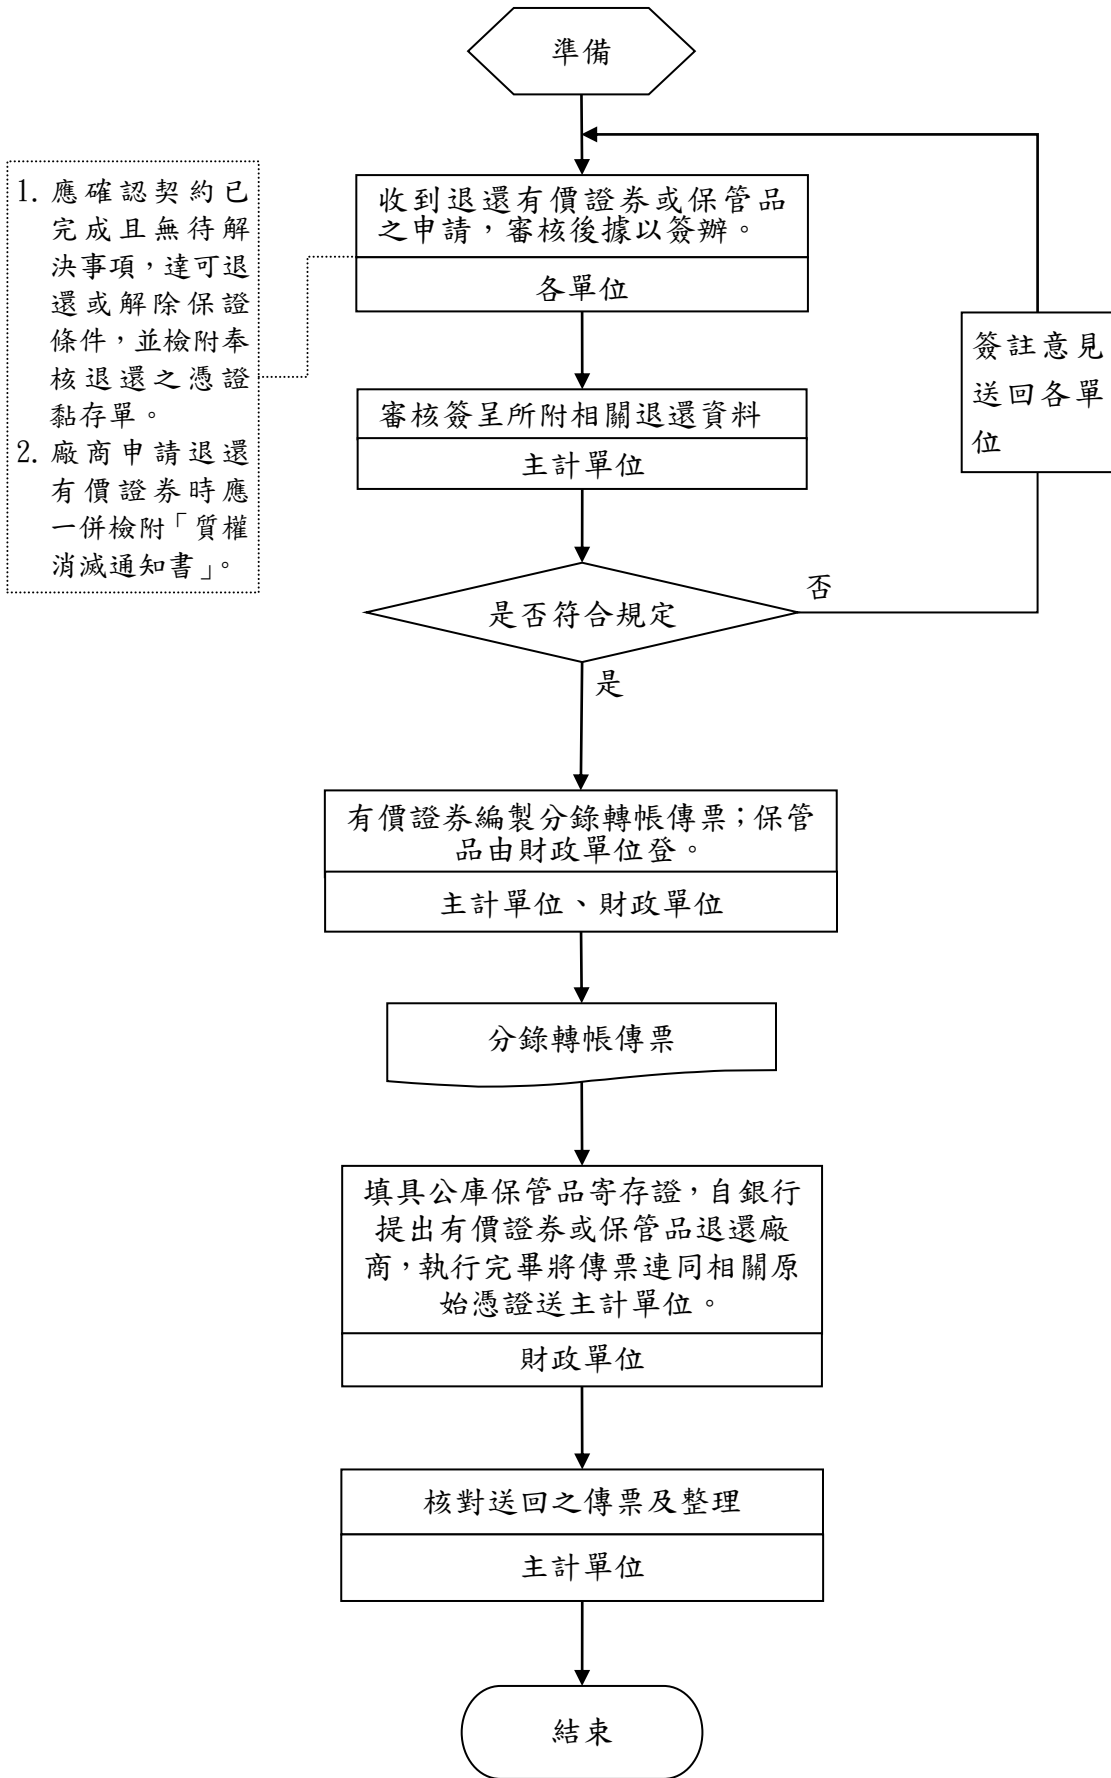 準備
收到退還有價證券或保管品
之申請，審核後據以簽辦。
各單位
1. 應確認契約已
完成且無待解
決事項，達可退
還或解除保證
條件，並檢附奉
核退還之憑證
黏存單。
2. 廠商申請退還
有價證券時應
一併檢附「質權
消滅通知書」。
簽註意見
送回各單
位
審核簽呈所附相關退還資料
主計單位
是否符合規定
否
是
有價證券編製分錄轉帳傳票；保管
品由財政單位登。
主計單位、財政單位
分錄轉帳傳票
填具公庫保管品寄存證，自銀行
提出有價證券或保管品退還廠
商，執行完畢將傳票連同相關原
始憑證送主計單位。
財政單位
核對送回之傳票及整理
主計單位
結束